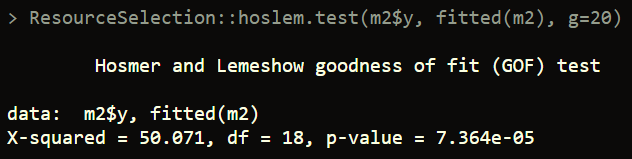 > ResourceSelection::hoslem.test(m2$y, fitted(m2), g=20)
Hosmer and Lemeshow goodness of fit (GOF) test
data:  m2$y, fitted(m2)
X-squared = 50.071, df = 18, p-value = 7.364e-05